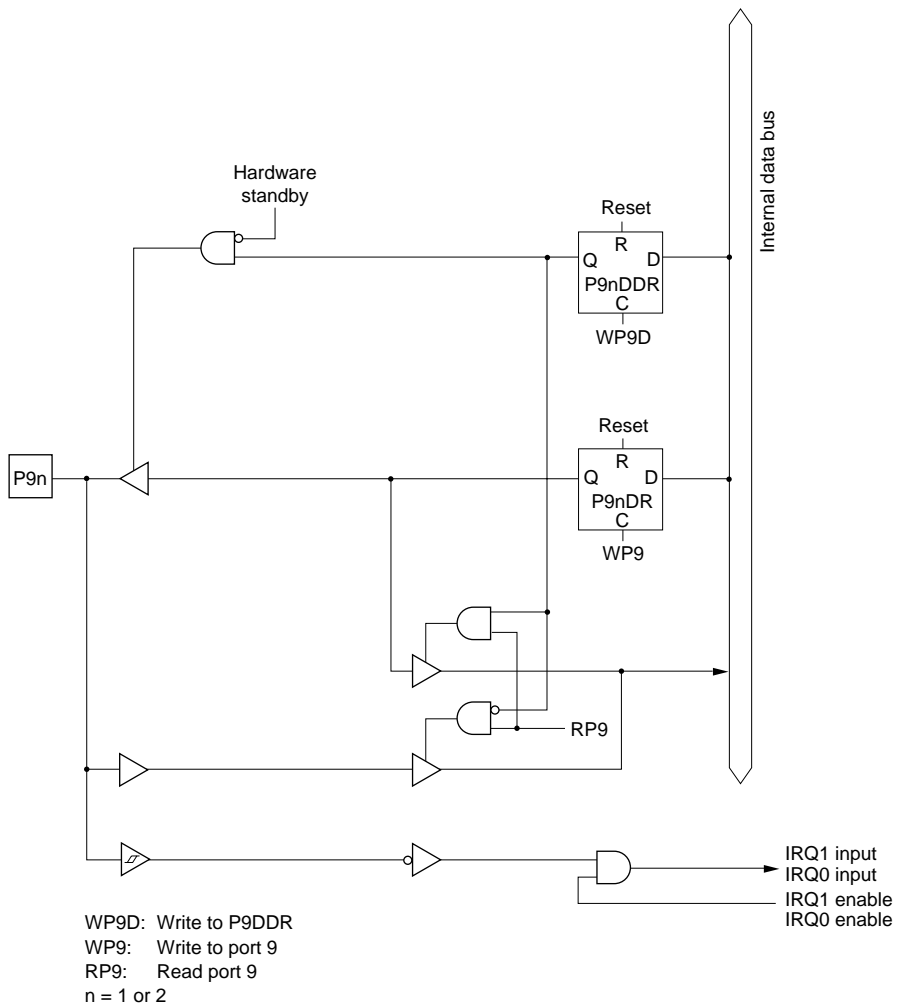 Hardware
standby
Internal data bus
Reset
R
Q D
P9nDDR
C
WP9D
Reset
R
P9n
Q D
P9nDR
C
WP9
RP9
IRQ1 input
IRQ0 input
IRQ1 enable
IRQ0 enable
WP9D: Write to P9DDR
WP9: Write to port 9
RP9: Read port 9
n = 1 or 2